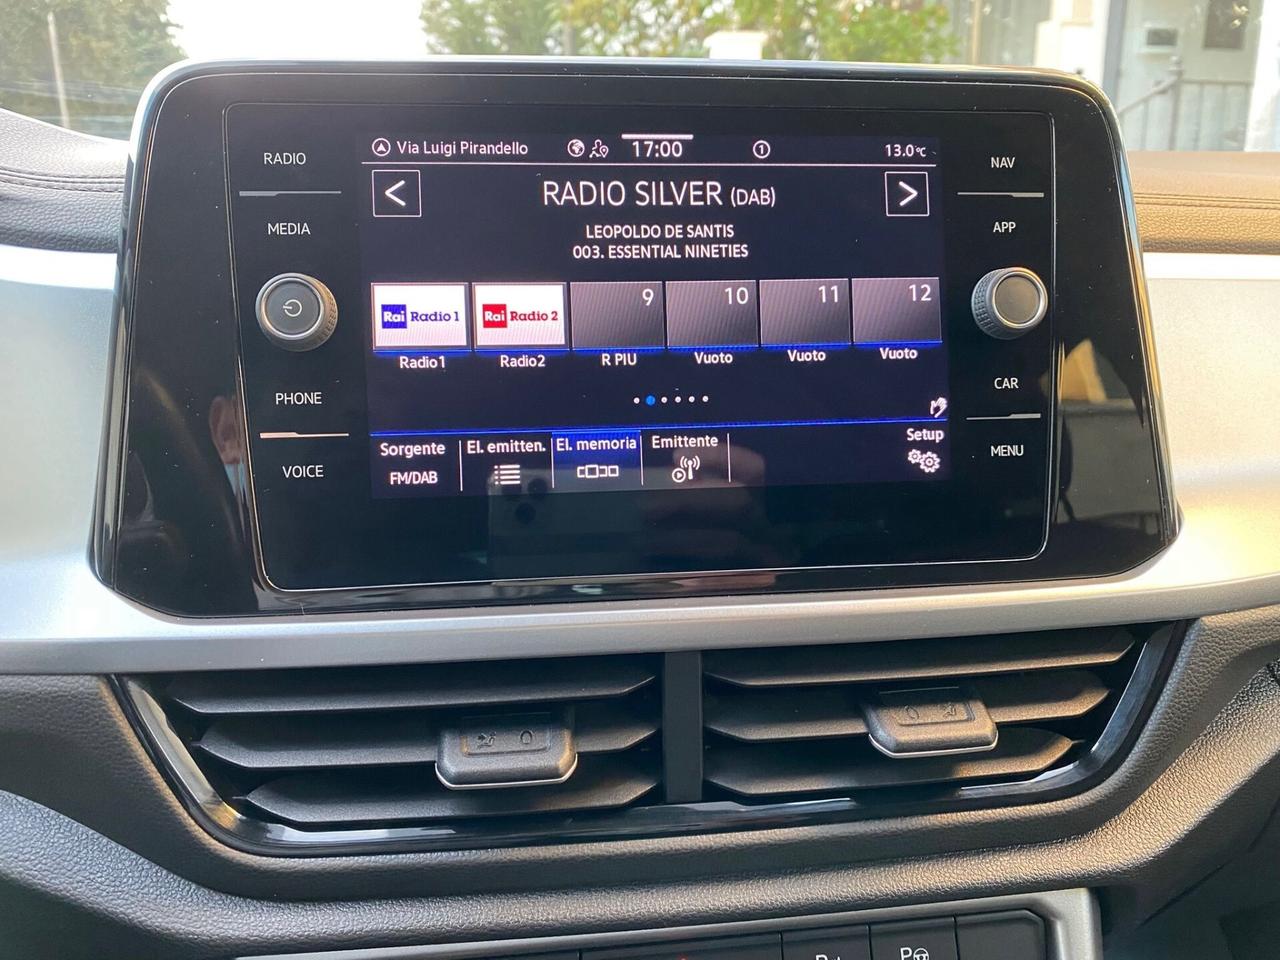 RADIO
MEDIA
PHONE
VOICE
Via Luigi Pirandello 17:00 1 13.0°C
< RADIO SILVER (DAB) >
LEOPOLDO DE SANTIS
003. ESSENTIAL NINETIES
Rai Radio 1 Rai Radio 2 9 10 11 12
Radio1 Radio2 R PIU Vuoto Vuoto Vuoto
Sorgente El. emitten. El. memoria Emittente Setup
FM/DAB
NAV
APP
CAR
MENU
P